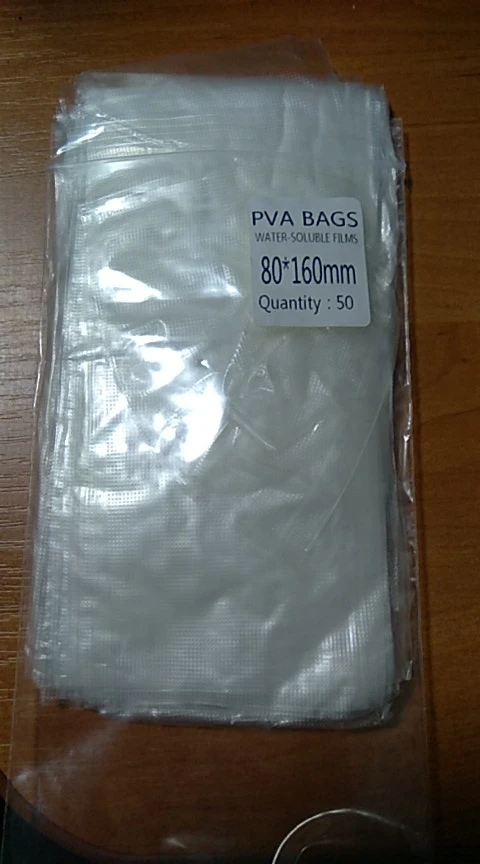 PVA BAGS
WATER-SOLUBLE FILMS
80*160mm
Quantity : 50